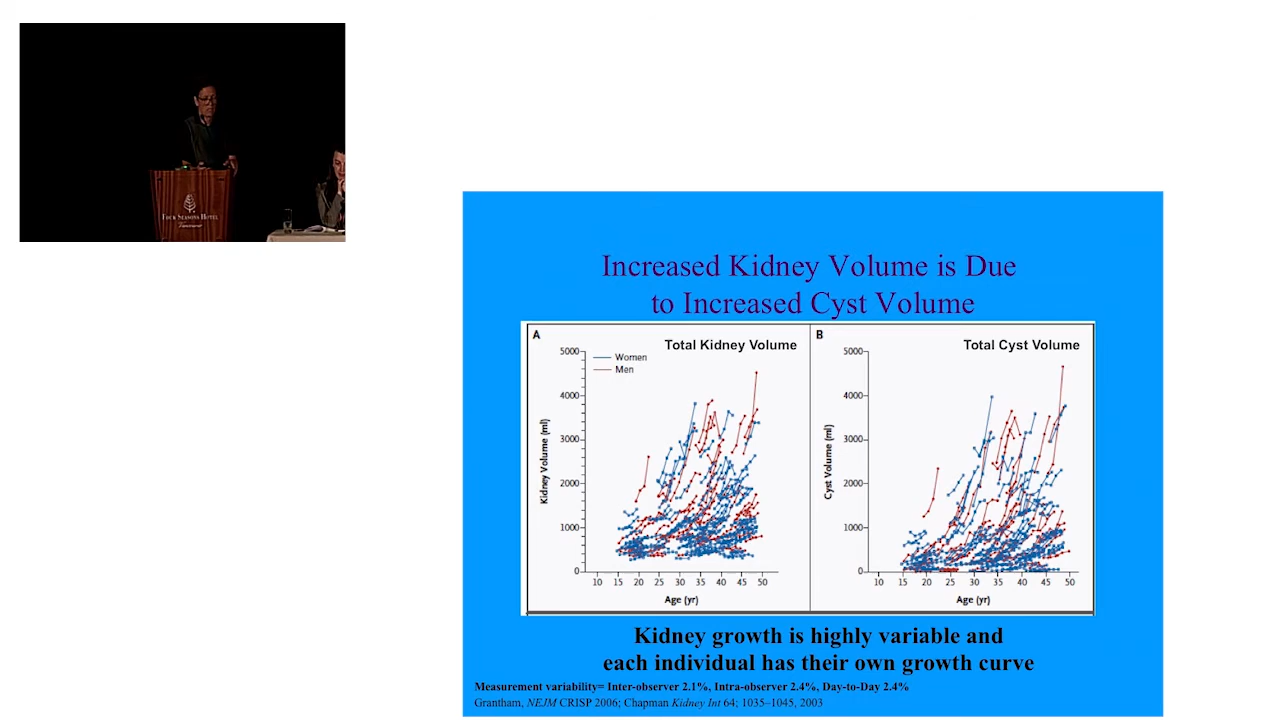 FOUR SEASONS HOTEL
Vancouver
Increased Kidney Volume is Due
to Increased Cyst Volume
A
Total Kidney Volume
Women
Men
Kidney Volume (ml)
5000
4000
3000
2000
1000
0
10 15 20 25 30 35 40 45 50
Age (yr)
B
Total Cyst Volume
Cyst Volume (ml)
5000
4000
3000
2000
1000
0
10 15 20 25 30 35 40 45 50
Age (yr)
Kidney growth is highly variable and
each individual has their own growth curve
Measurement variability= Inter-observer 2.1%, Intra-observer 2.4%, Day-to-Day 2.4%
Grantham, NEJM CRISP 2006; Chapman Kidney Int 64; 1035–1045, 2003